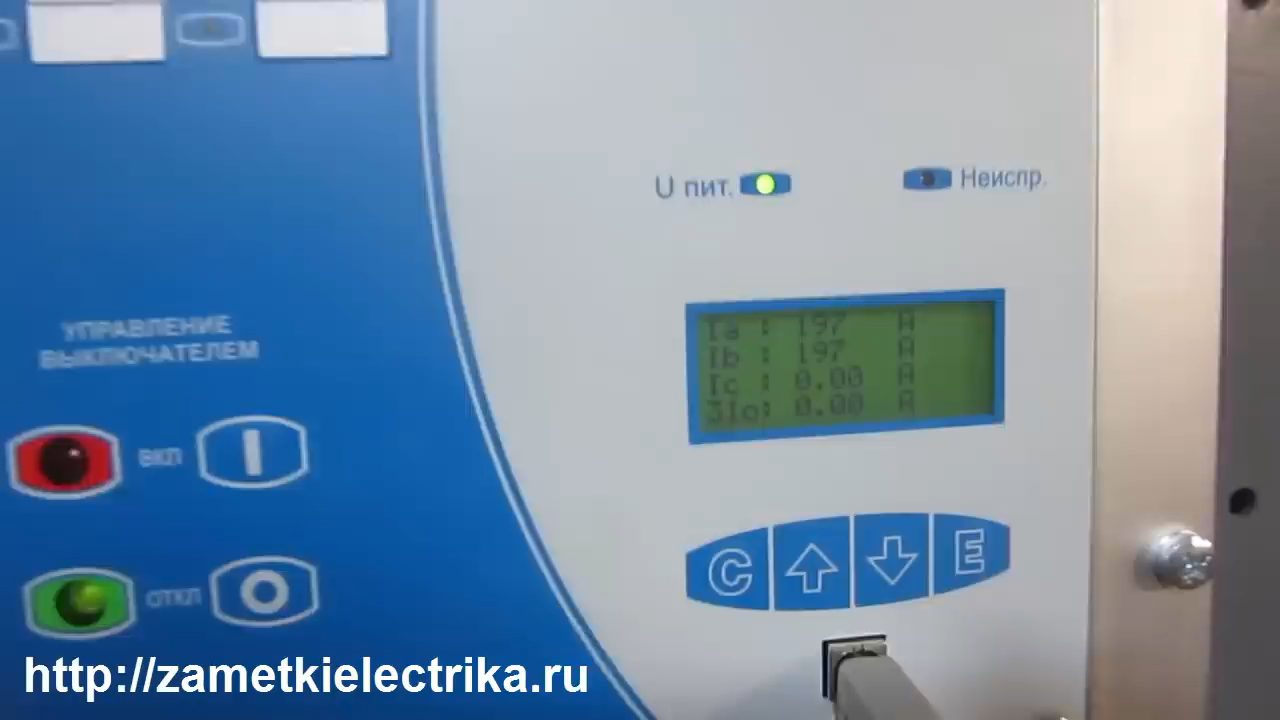 U пит.
Неиспр.
Ia : 197 A
Ib : 197 A
Ic : 0.00 A
3Io: 0.00 A
УПРАВЛЕНИЕ
ВЫКЛЮЧАТЕЛЕМ
ВКЛ I
ОТКЛ O
C E
http://zametkielectrika.ru